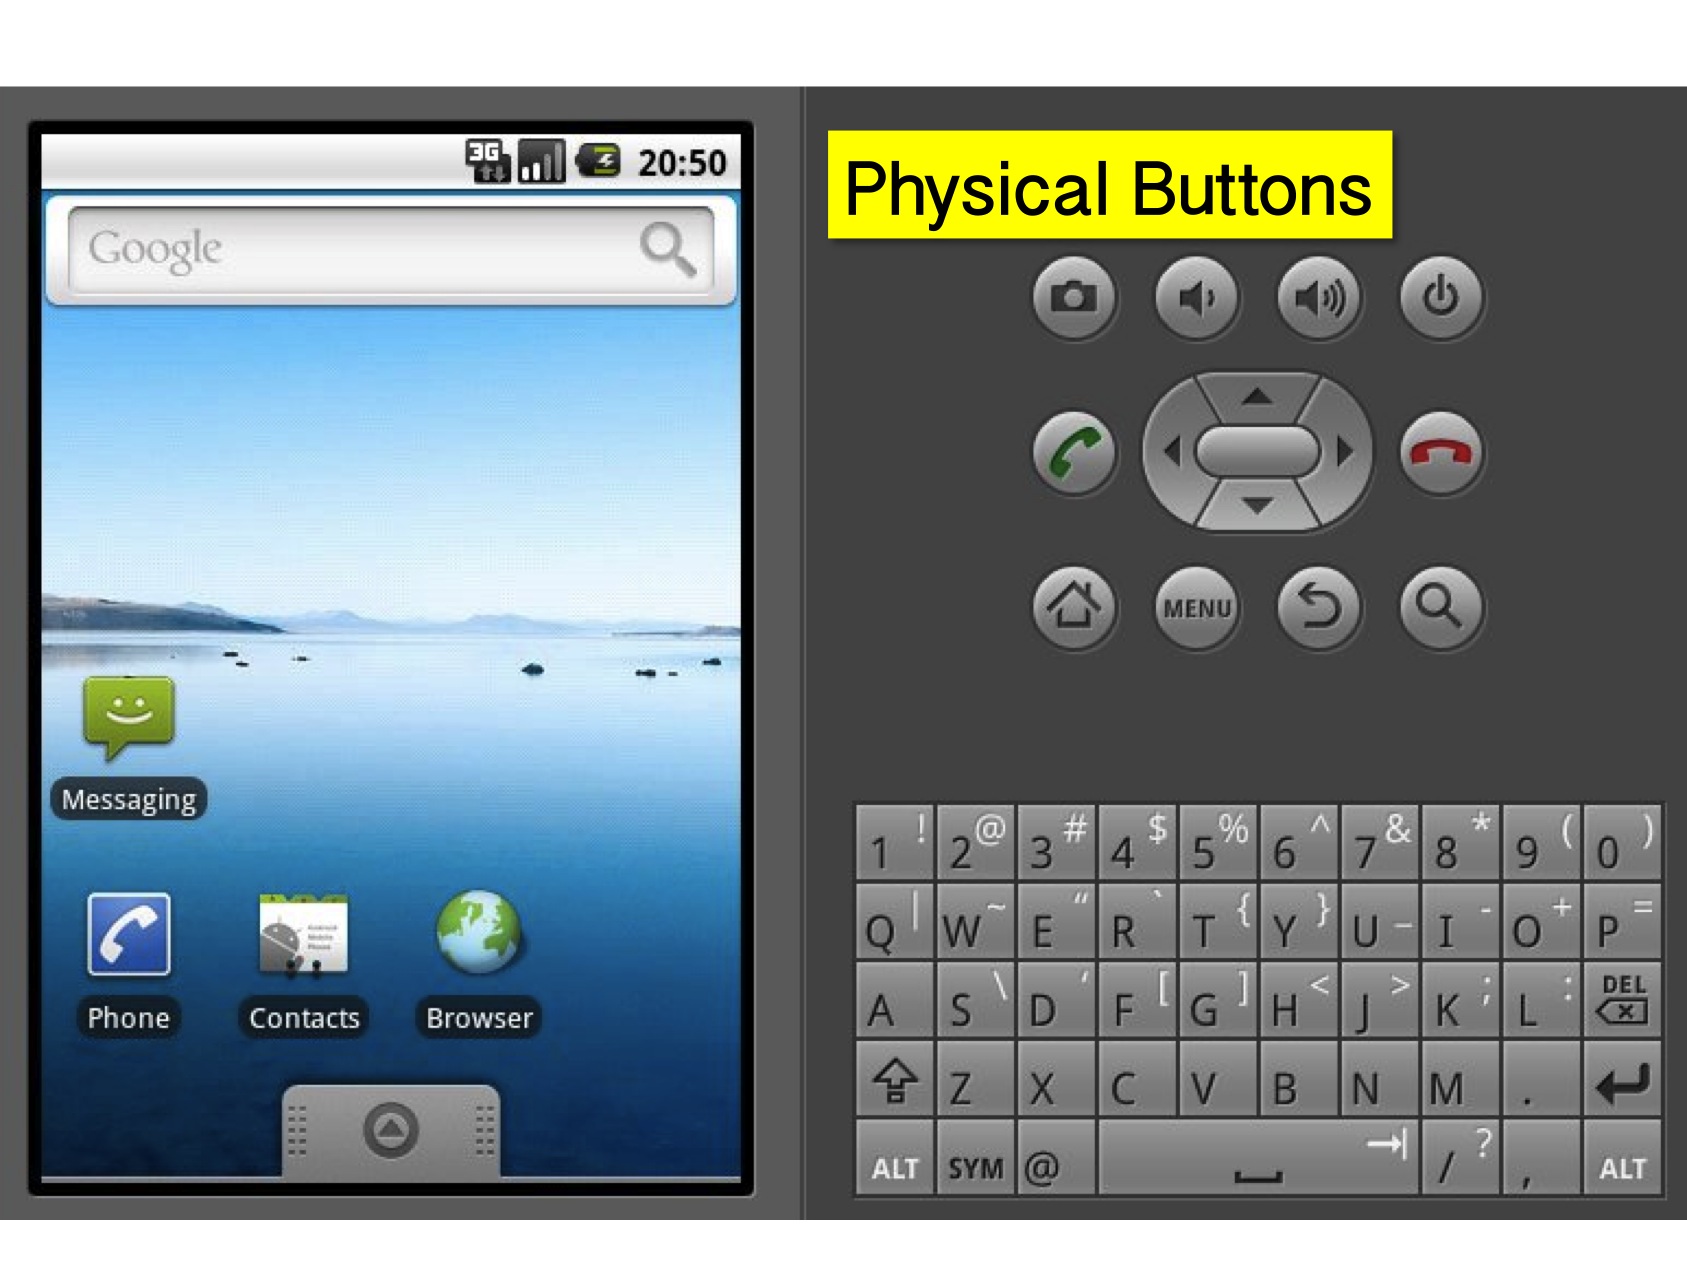 3G 20:50
Google
Messaging
Phone Contacts Browser
Physical Buttons
MENU
1 ! 2 @ 3 # 4 $ 5 % 6 ^ 7 & 8 * 9 ( 0 )
Q | W ~ E “ R ` T { Y } U _ I - O + P =
A S \ D ‘ F [ G ] H < J > K ; L : DEL
Z X C V B N M .
ALT SYM @ / ? , ALT